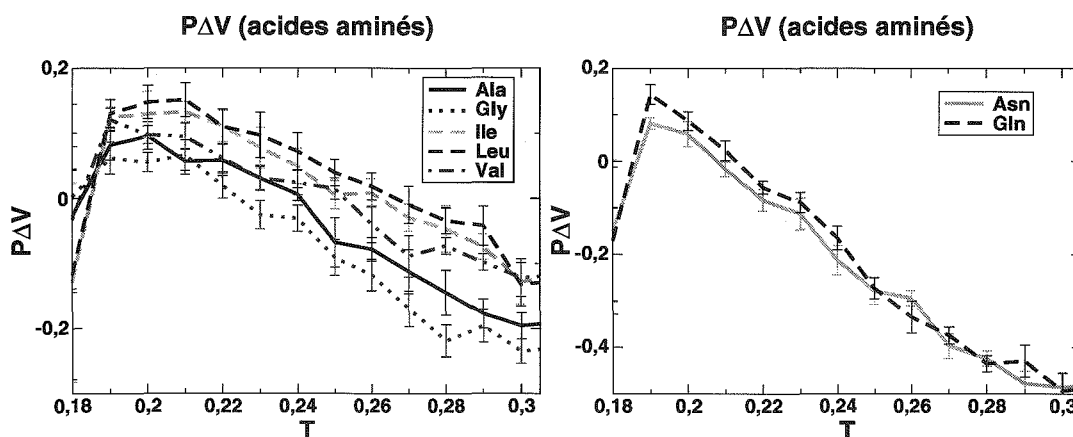 PΔV (acides aminés)
0,2
0
-0,2
PΔV
0,18
0,2
0,22
0,24
0,26
0,28
0,3
T
Ala
Gly
Ile
Leu
Val
PΔV (acides aminés)
0,2
0
-0,2
-0,4
PΔV
0,18
0,2
0,22
0,24
0,26
0,28
0,3
T
Asn
Gln